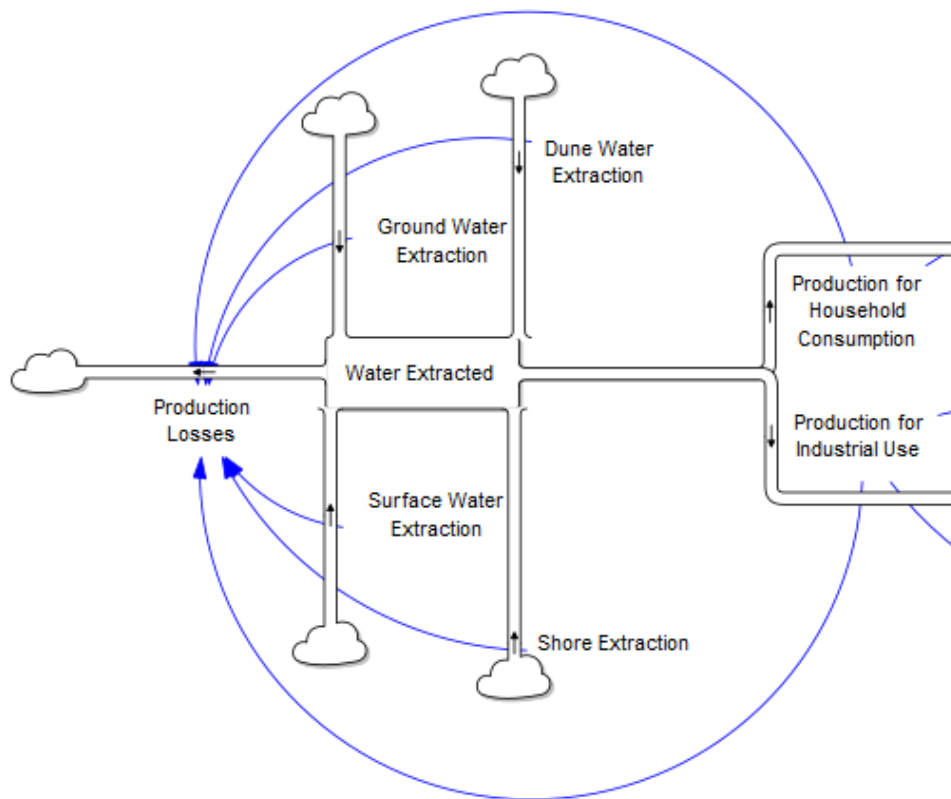 Dune Water
Extraction
Ground Water
Extraction
Production for
Household
Consumption
Water Extracted
Production
Losses
Production for
Industrial Use
Surface Water
Extraction
Shore Extraction